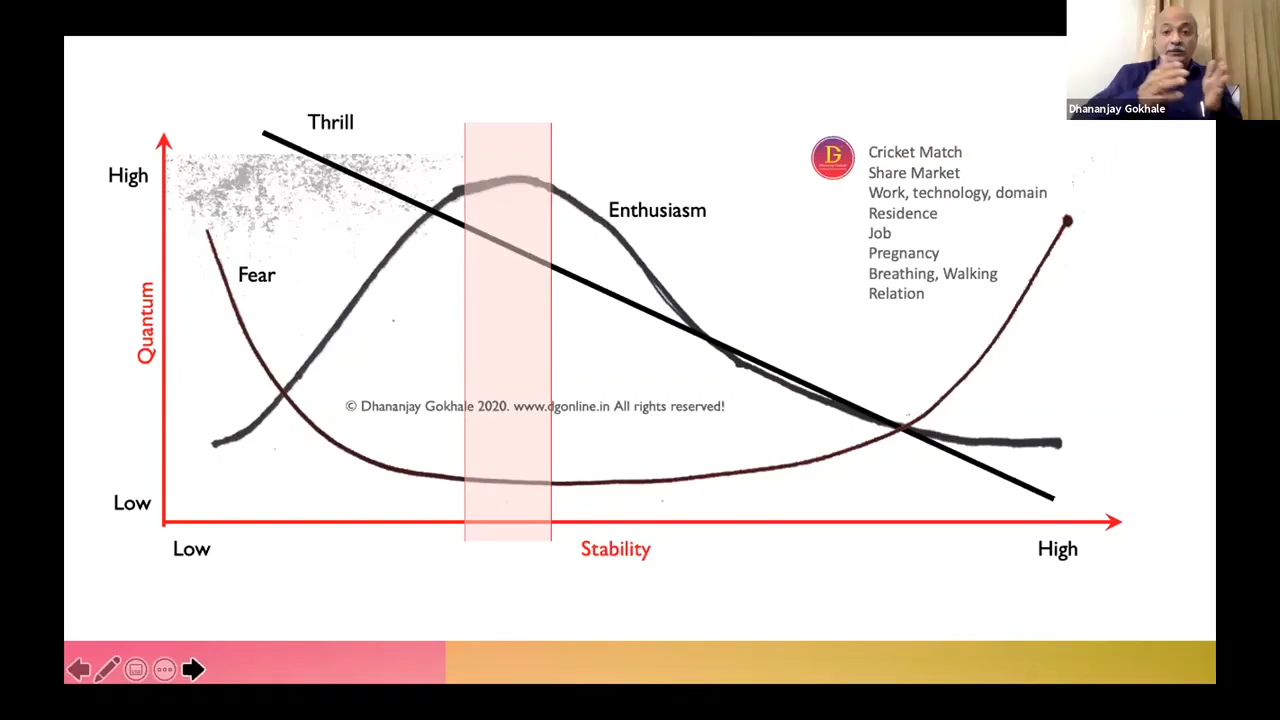 Dhananjay Gokhale
Thrill
High
Cricket Match
Share Market
Work, technology, domain
Residence
Job
Pregnancy
Breathing, Walking
Relation
Enthusiasm
Fear
Quantum
© Dhananjay Gokhale 2020. www.dgonline.in All rights reserved!
Low
Low
Stability
High